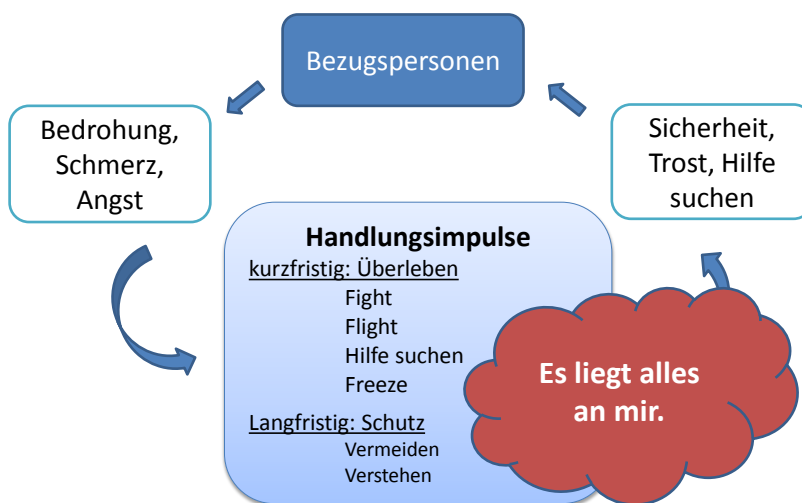 Bezugspersonen
Bedrohung,
Schmerz,
Angst
Sicherheit,
Trost, Hilfe
suchen
Handlungsimpulse
kurzfristig: Überleben
Fight
Flight
Hilfe suchen
Freeze
Langfristig: Schutz
Vermeiden
Verstehen
Es liegt alles
an mir.